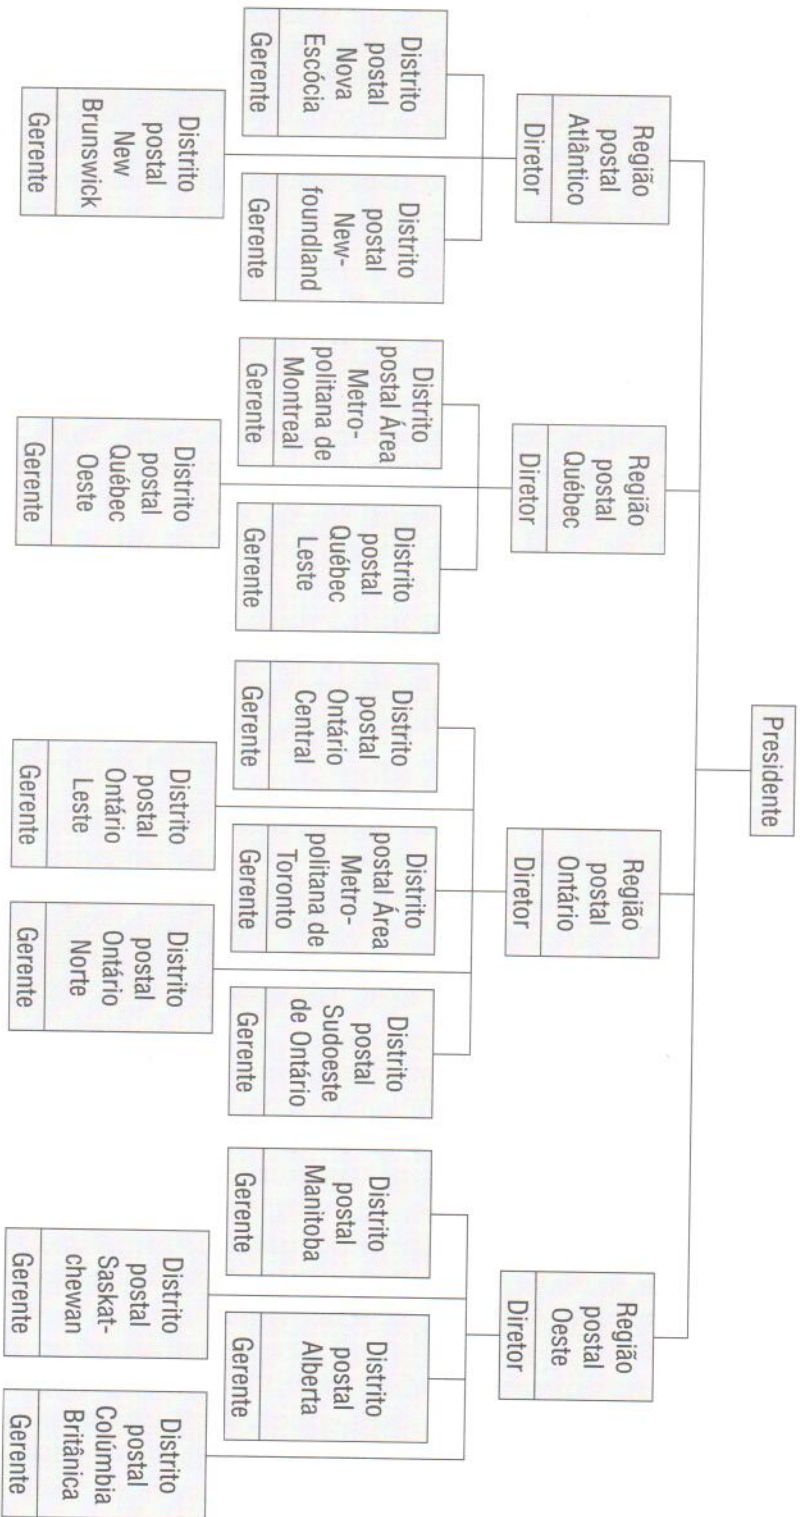 Presidente
Região
postal
Atlântico
Diretor
Região
postal
Québec
Diretor
Região
postal
Ontário
Diretor
Região
postal
Oeste
Diretor
Distrito
postal
Nova
Escócia
Gerente
Distrito
postal
New-
foundland
Gerente
Distrito
postal
New
Brunswick
Gerente
Distrito
postal Área
Metro-
politana de
Montreal
Gerente
Distrito
postal
Québec
Leste
Gerente
Distrito
postal
Québec
Oeste
Gerente
Distrito
postal
Ontário
Central
Gerente
Distrito
postal Área
Metro-
politana de
Toronto
Gerente
Distrito
postal
Sudoeste
de Ontário
Gerente
Distrito
postal
Ontário
Leste
Gerente
Distrito
postal
Ontário
Norte
Gerente
Distrito
postal
Manitoba
Gerente
Distrito
postal
Alberta
Gerente
Distrito
postal
Saskat-
chewan
Gerente
Distrito
postal
Colúmbia
Britânica
Gerente